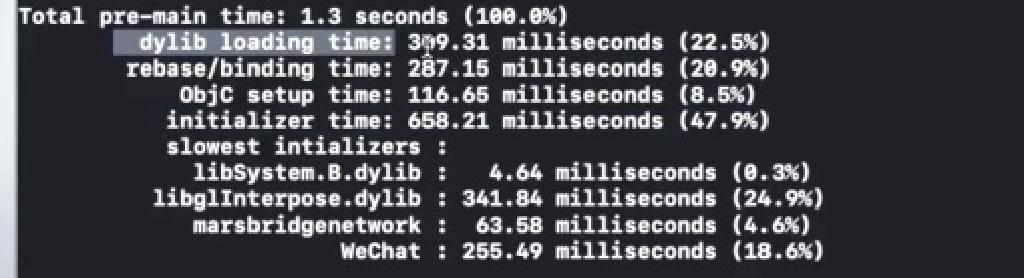 Total pre-main time: 1.3 seconds (100.0%)
dylib loading time: 309.31 milliseconds (22.5%)
rebase/binding time: 287.15 milliseconds (20.9%)
ObjC setup time: 116.65 milliseconds (8.5%)
initializer time: 658.21 milliseconds (47.9%)
slowest intializers :
libSystem.B.dylib : 4.64 milliseconds (0.3%)
libglInterpose.dylib : 341.84 milliseconds (24.9%)
marsbridgenetwork : 63.58 milliseconds (4.6%)
WeChat : 255.49 milliseconds (18.6%)